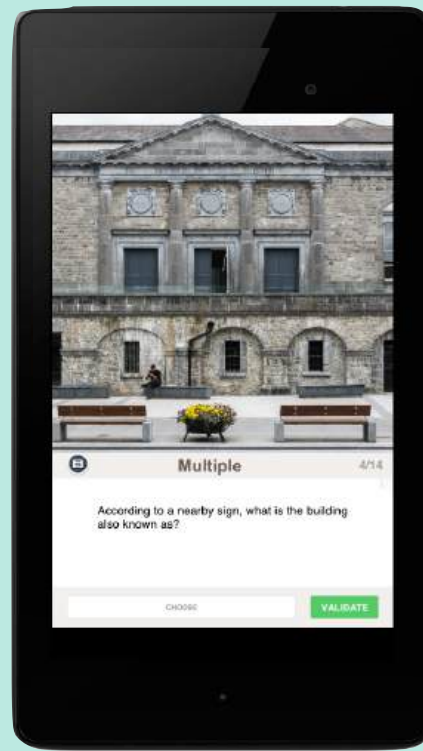 Multiple
4/14
According to a nearby sign, what is the building
also known as?
CHOOSE
VALIDATE